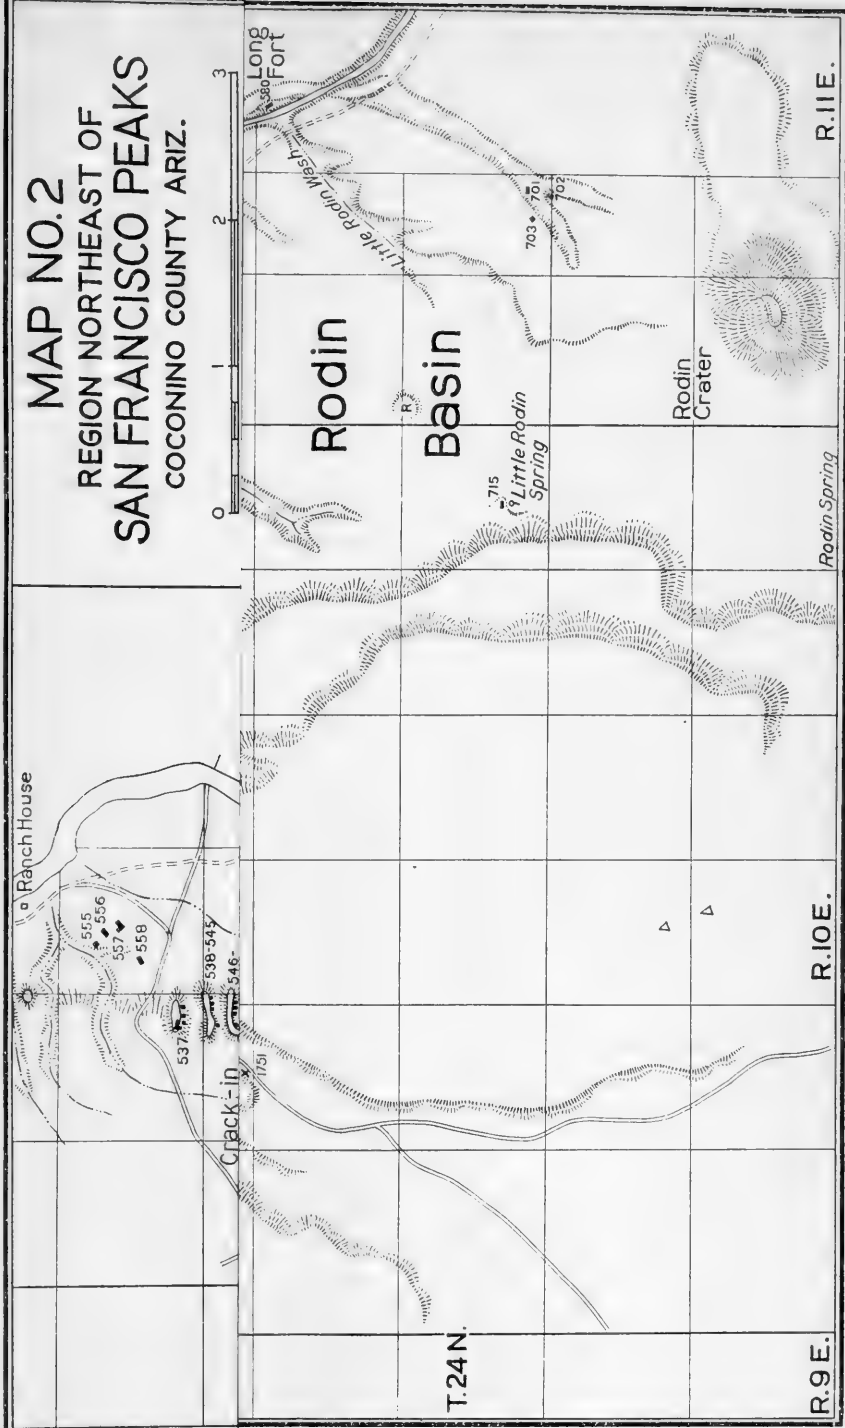 MAP NO.2
REGION NORTHEAST OF
SAN FRANCISCO PEAKS
COCONINO COUNTY ARIZ.
0 1 2 3
Ranch House
555
556
557
558
537
538-545
546-
Crack-in
1751
Long
Fort
580
Little Rodin Wash
Rodin
Basin
R
703
701
702
715
Little Rodin
Spring
Rodin
Crater
Rodin Spring
T.24N.
R.9E.
R.10E.
R.11E.